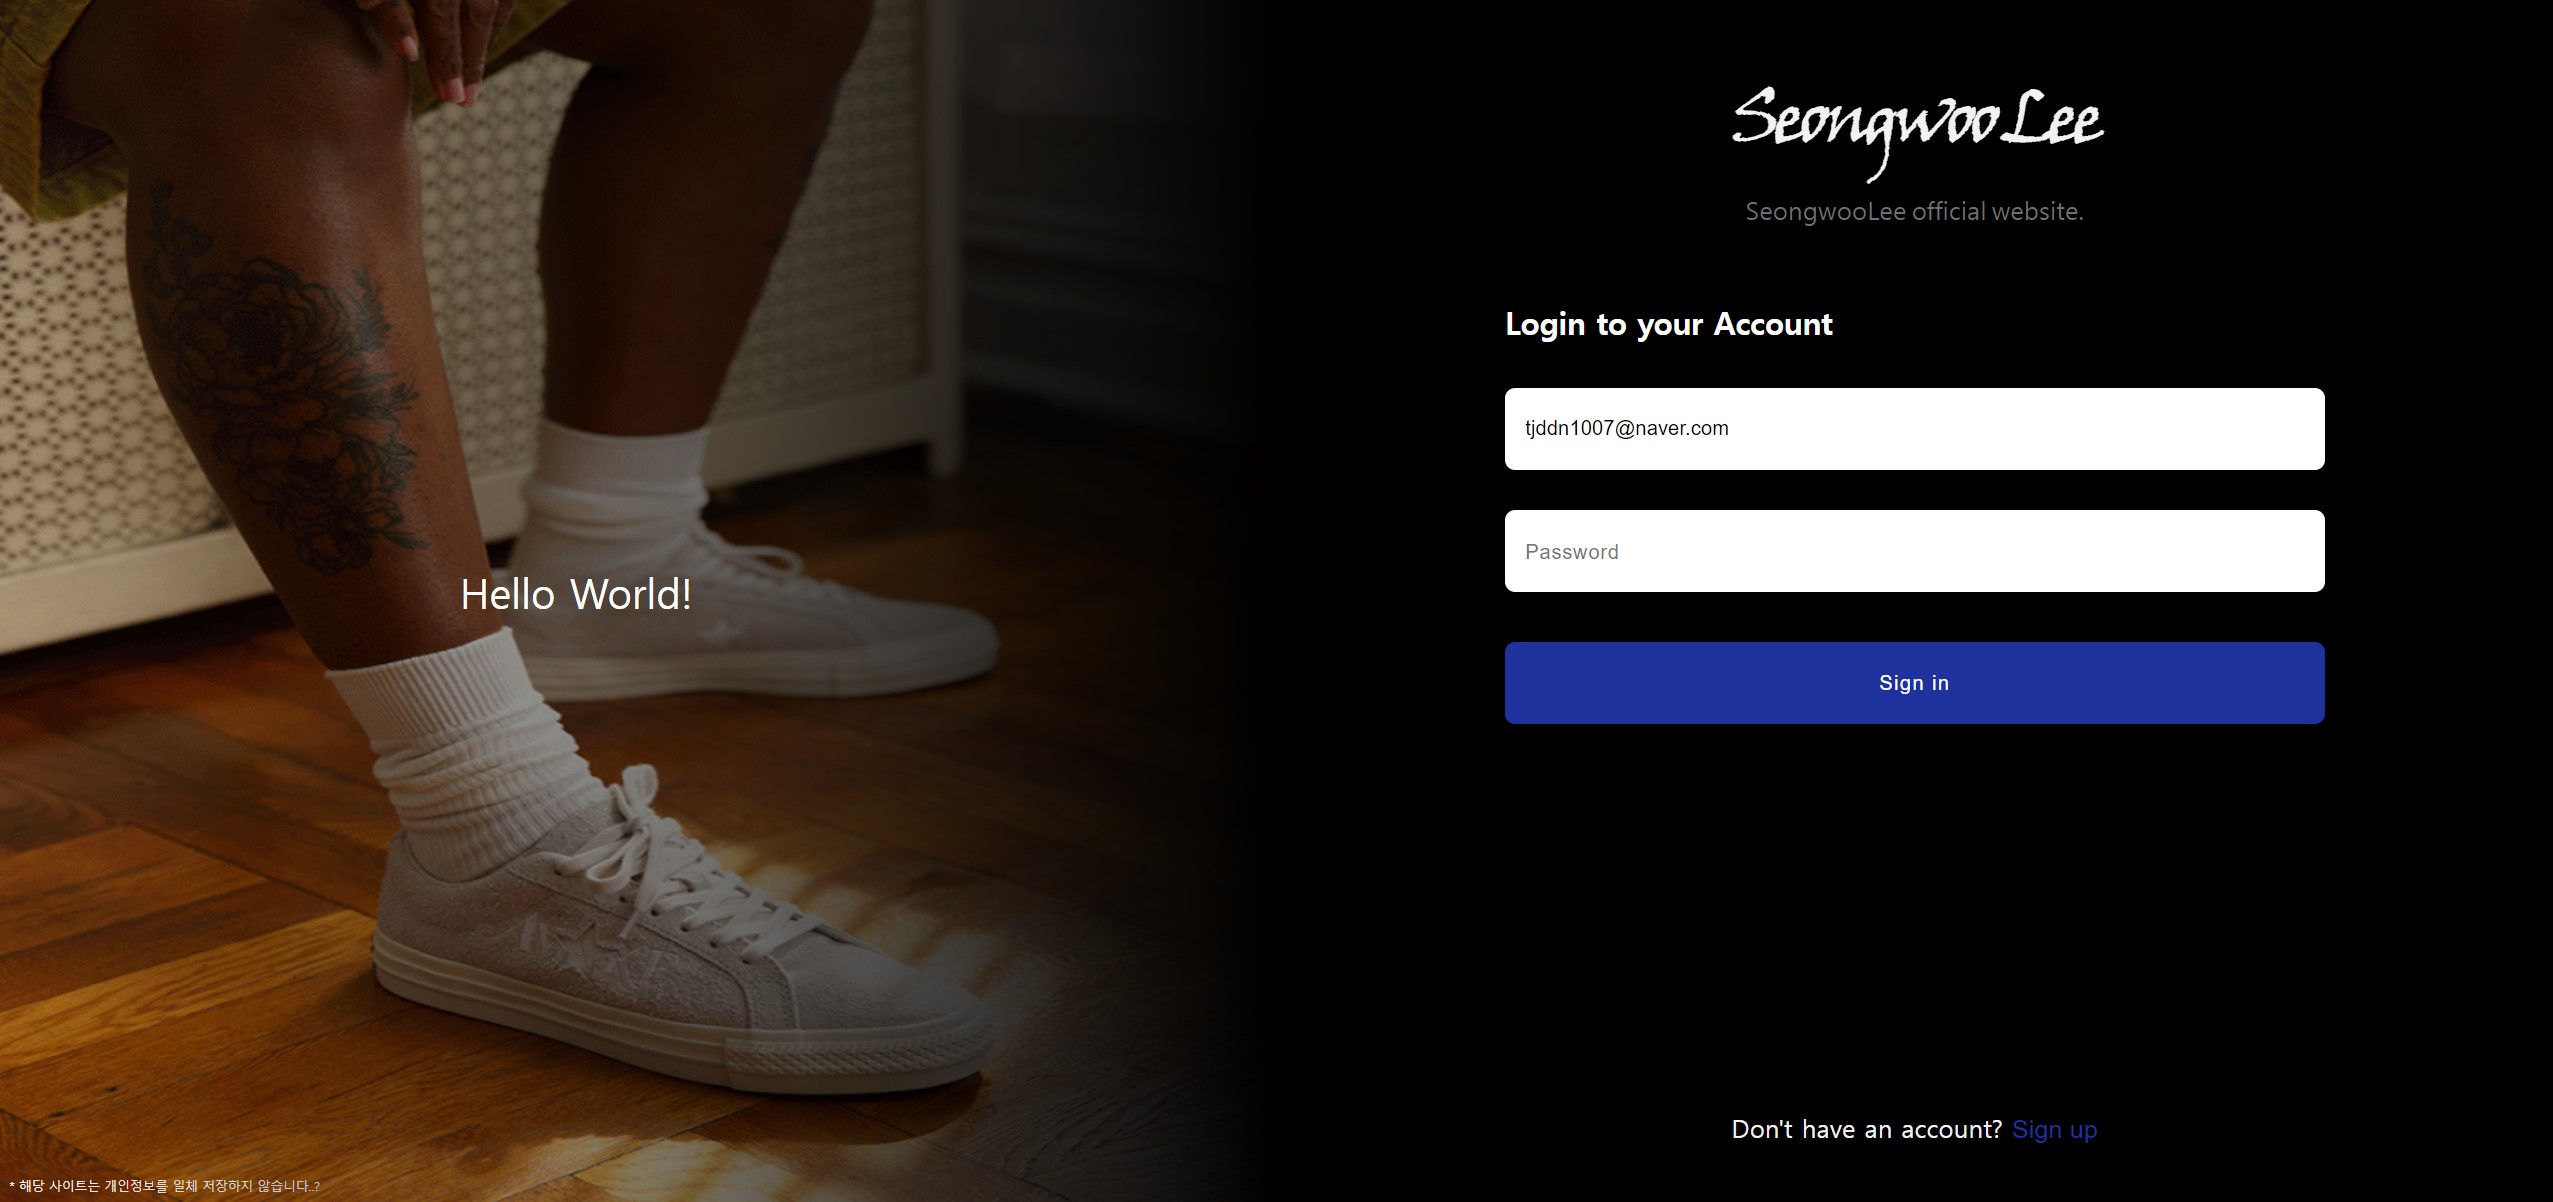 SeongwooLee
SeongwooLee official website.
Login to your Account
tjddn1007@naver.com
Password
Sign in
Hello World!
Don't have an account? Sign up
* 해당 사이트는 개인정보를 일체 저장하지 않습니다..?